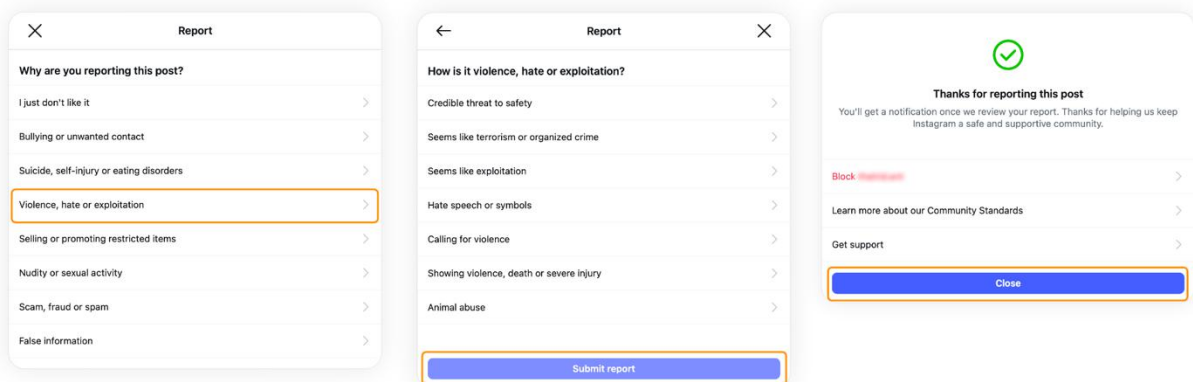 Report
Why are you reporting this post?
I just don't like it
Bullying or unwanted contact
Suicide, self-injury or eating disorders
Violence, hate or exploitation
Selling or promoting restricted items
Nudity or sexual activity
Scam, fraud or spam
False information
Report
How is it violence, hate or exploitation?
Credible threat to safety
Seems like terrorism or organized crime
Seems like exploitation
Hate speech or symbols
Calling for violence
Showing violence, death or severe injury
Animal abuse
Submit report
Thanks for reporting this post
You'll get a notification once we review your report. Thanks for helping us keep
Instagram a safe and supportive community.
Block
Learn more about our Community Standards
Get support
Close